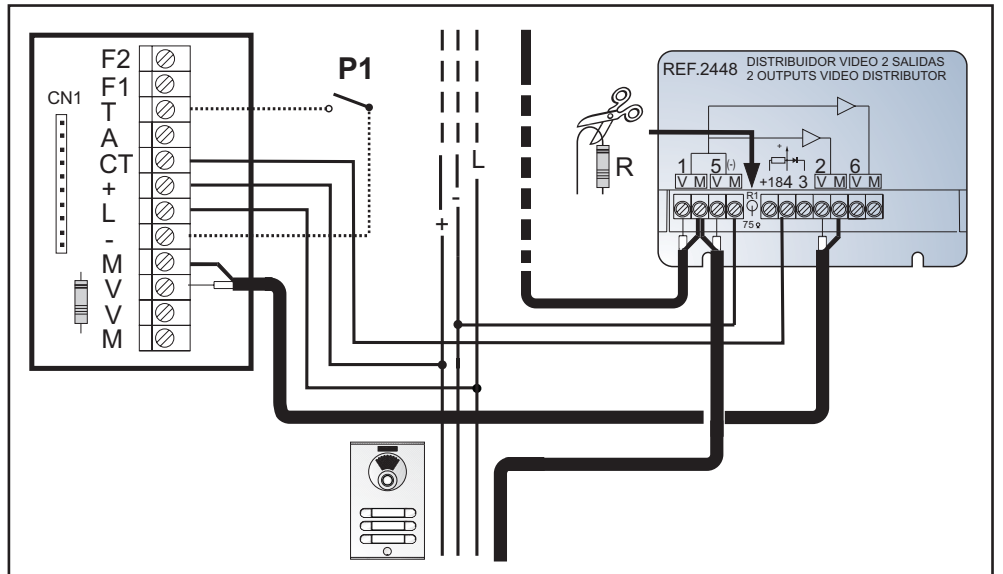 F2
F1
T
A
CT
+
L
-
M
V
V
M
CN1
P1
L
-
+
R
REF.2448
DISTRIBUIDOR VIDEO 2 SALIDAS
2 OUTPUTS VIDEO DISTRIBUTOR
+
1 5 (-) 2 6
V M V M +18 4 3 V M V M
R1
75Ω